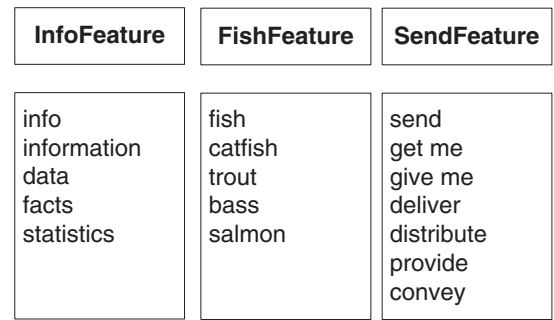 InfoFeature
FishFeature
SendFeature
info
information
data
facts
statistics
fish
catfish
trout
bass
salmon
send
get me
give me
deliver
distribute
provide
convey